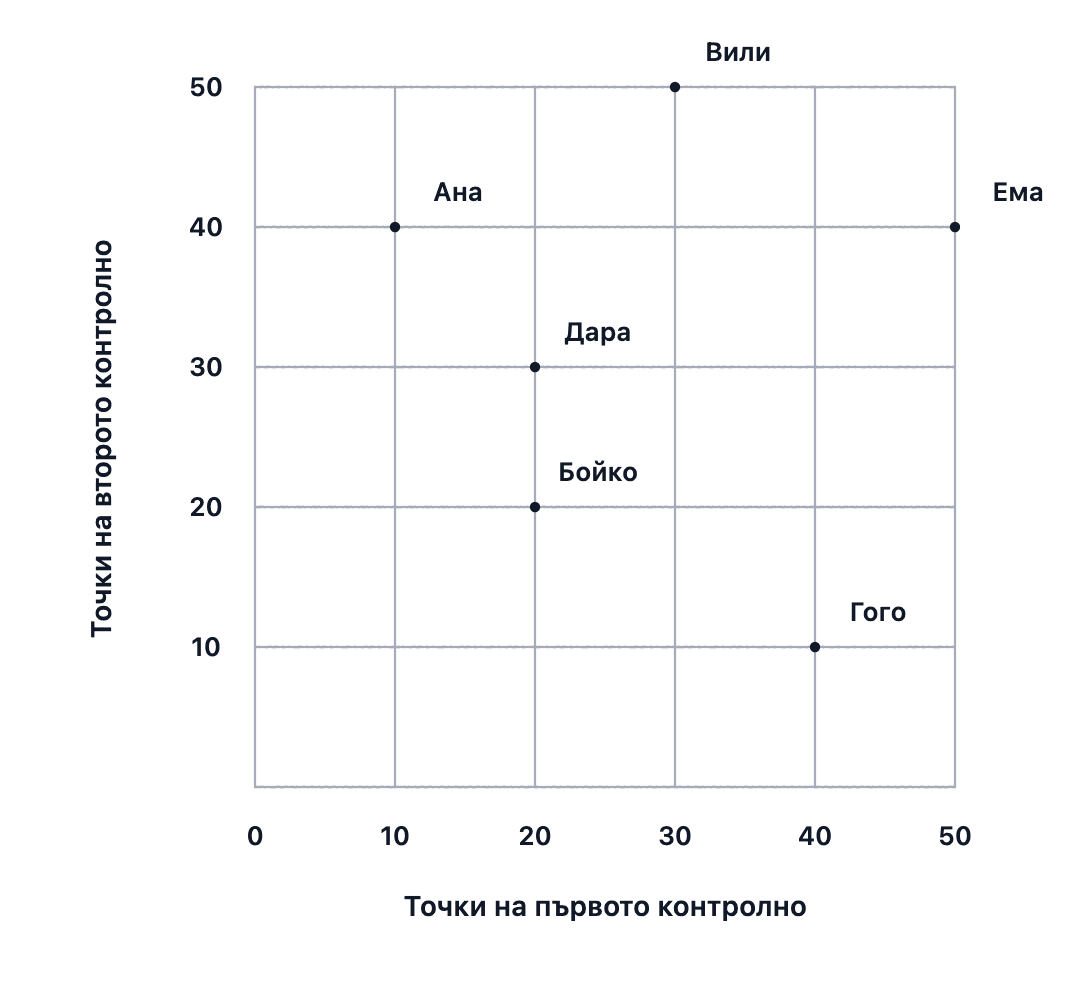 Вили
50
Ана
Ема
40
Дара
30
Бойко
20
Гого
10
Точки на второто контролно
0 10 20 30 40 50
Точки на първото контролно